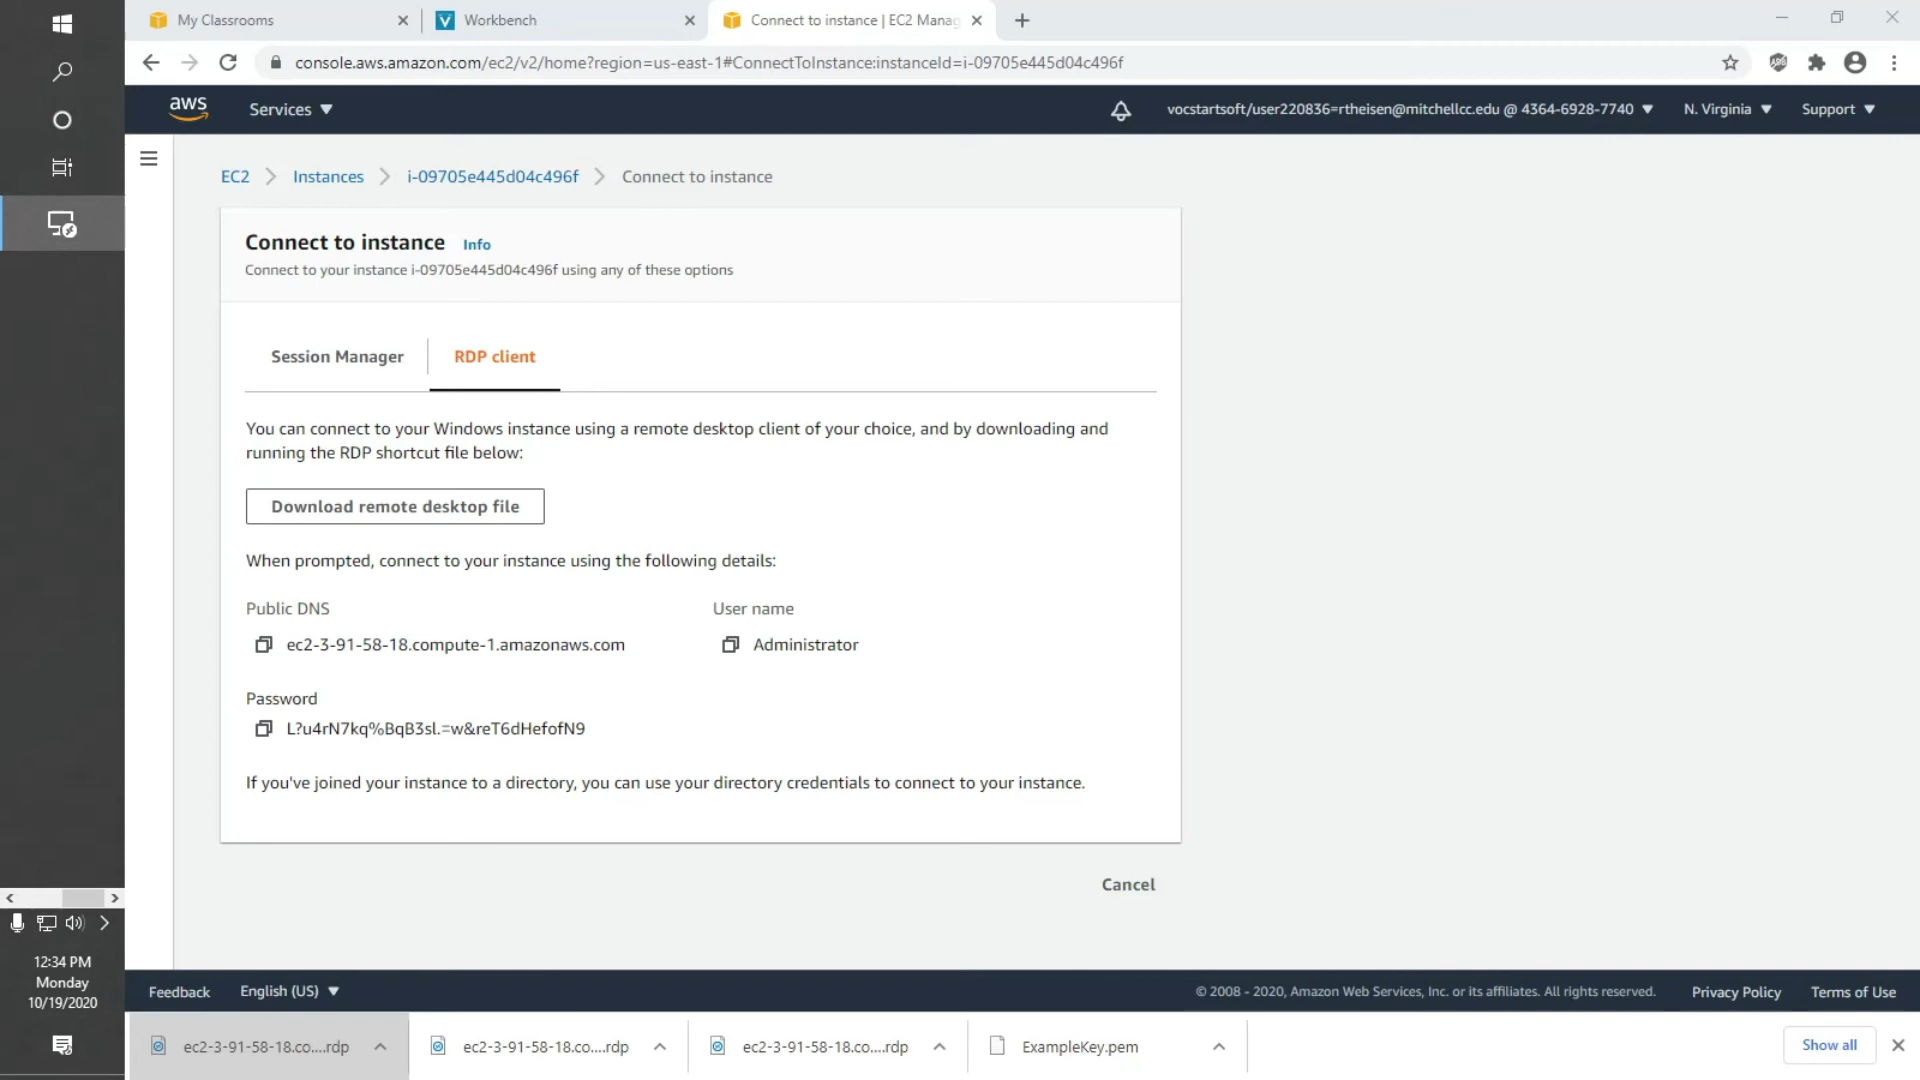 My Classrooms
Workbench
Connect to instance | EC2 Manag
console.aws.amazon.com/ec2/v2/home?region=us-east-1#ConnectToInstance:instanceId=i-09705e445d04c496f
aws
Services
vocstartsoft/user220836=rtheisen@mitchellcc.edu @ 4364-6928-7740
N. Virginia
Support
EC2 > Instances > i-09705e445d04c496f > Connect to instance
Connect to instance Info
Connect to your instance i-09705e445d04c496f using any of these options
Session Manager
RDP client
You can connect to your Windows instance using a remote desktop client of your choice, and by downloading and
running the RDP shortcut file below:
Download remote desktop file
When prompted, connect to your instance using the following details:
Public DNS
User name
ec2-3-91-58-18.compute-1.amazonaws.com
Administrator
Password
L?u4rN7kq%BqB3sl.=w&reT6dHefofN9
If you've joined your instance to a directory, you can use your directory credentials to connect to your instance.
Cancel
12:34 PM
Monday
10/19/2020
Feedback
English (US)
© 2008 - 2020, Amazon Web Services, Inc. or its affiliates. All rights reserved.
Privacy Policy
Terms of Use
ec2-3-91-58-18.co....rdp
ec2-3-91-58-18.co....rdp
ec2-3-91-58-18.co....rdp
ExampleKey.pem
Show all